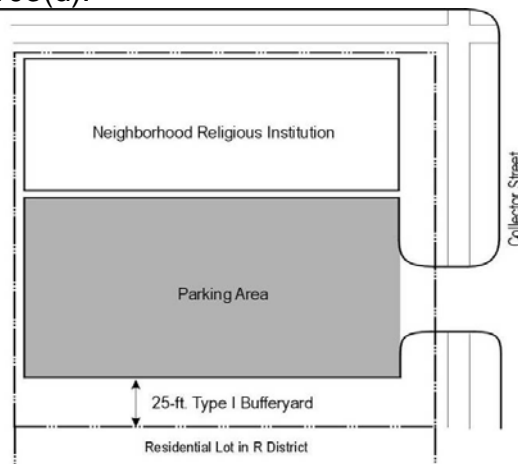 Neighborhood Religious Institution
Collector Street
Parking Area
25-ft. Type I Bufferyard
Residential Lot in R District